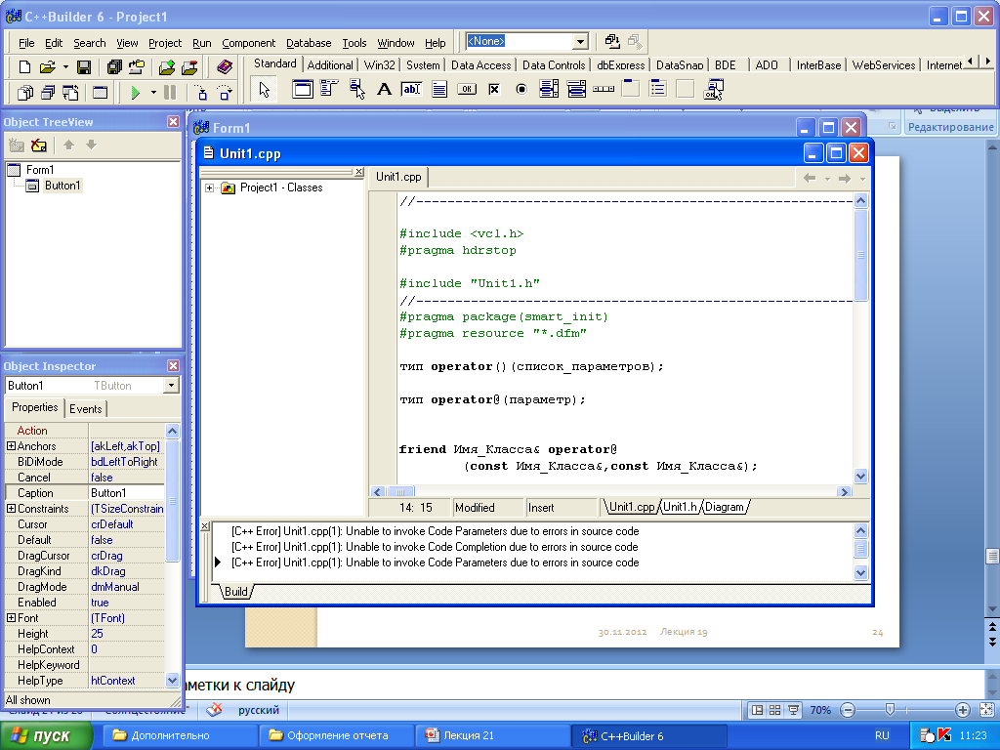 C++Builder 6 - Project1
File Edit Search View Project Run Component Database Tools Window Help <None>
Standard Additional Win32 System Data Access Data Controls dbExpress DataSnap BDE ADO InterBase WebServices Internet
Редактирование
Object TreeView
Form1
Button1
Form1
Unit1.cpp
Project1 - Classes
Unit1.cpp
//--------------------------------------------------------
#include <vcl.h>
#pragma hdrstop
#include "Unit1.h"
//--------------------------------------------------------
#pragma package(smart_init)
#pragma resource "*.dfm"
тип operator()(список_параметров);
тип operator@(параметр);
friend Имя_Класса& operator@
(const Имя_Класса&,const Имя_Класса&);
14: 15 Modified Insert Unit1.cpp Unit1.h Diagram
[C++ Error] Unit1.cpp(1): Unable to invoke Code Parameters due to errors in source code
[C++ Error] Unit1.cpp(1): Unable to invoke Code Completion due to errors in source code
[C++ Error] Unit1.cpp(1): Unable to invoke Code Parameters due to errors in source code
Build
Object Inspector
Button1 TButton
Properties Events
Action
Anchors [akLeft,akTop]
BiDiMode bdLeftToRight
Cancel false
Caption Button1
Constraints (TSizeConstrain
Cursor crDefault
Default false
DragCursor crDrag
DragKind dkDrag
DragMode dmManual
Enabled true
Font (TFont)
Height 25
HelpContext 0
HelpKeyword
HelpType htContext
All shown
30.11.2012 Лекция 19 24
аметки к слайду
русский 70%
пуск Дополнительно Оформление отчета Лекция 21 C++Builder 6 RU 11:23